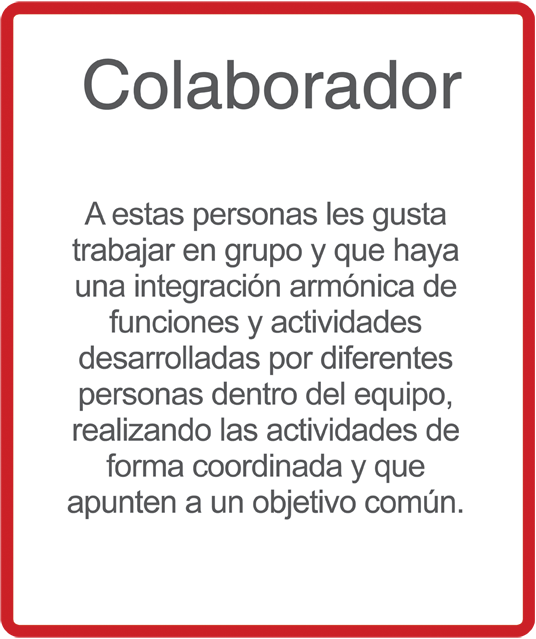 Colaborador
A estas personas les gusta
trabajar en grupo y que haya
una integración armónica de
funciones y actividades
desarrolladas por diferentes
personas dentro del equipo,
realizando las actividades de
forma coordinada y que
apunten a un objetivo común.